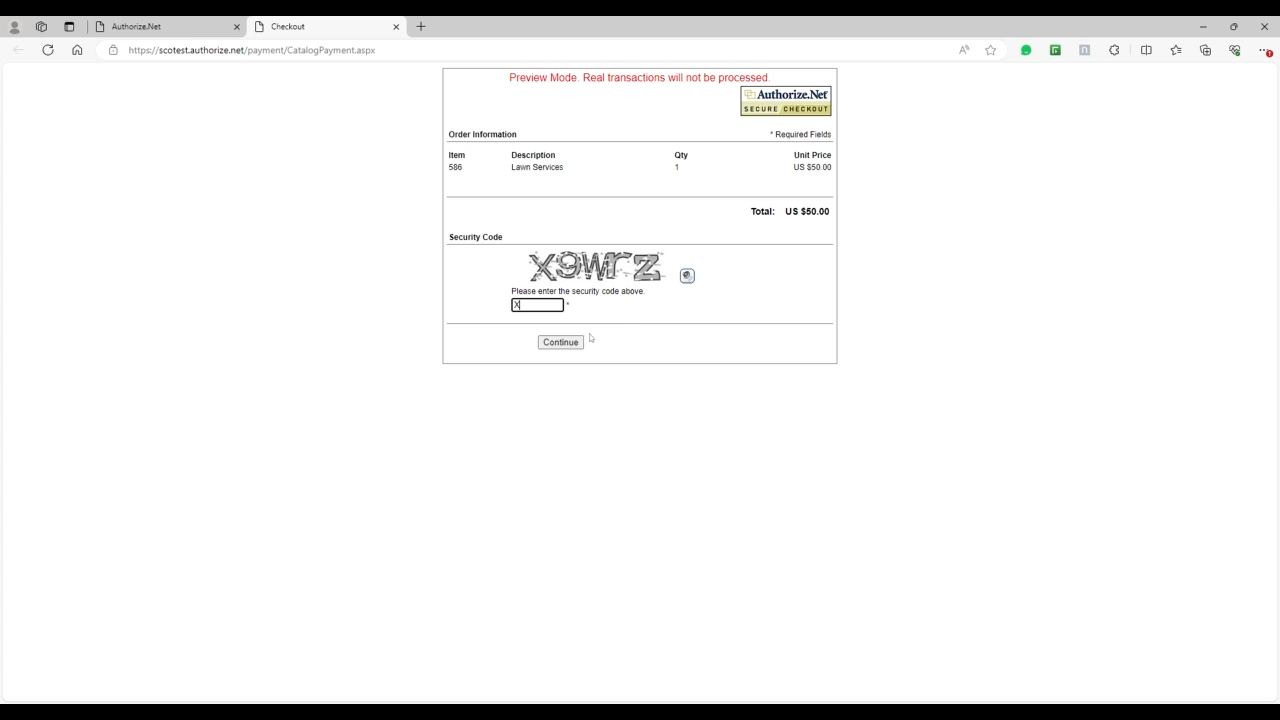 Authorize.Net
Checkout
https://scotest.authorize.net/payment/CatalogPayment.aspx
Preview Mode. Real transactions will not be processed.
Authorize.Net
SECURE CHECKOUT
Order Information * Required Fields
Item Description Qty Unit Price
586 Lawn Services 1 US $50.00
Total: US $50.00
Security Code
X9WrZ
Please enter the security code above.
X *
Continue